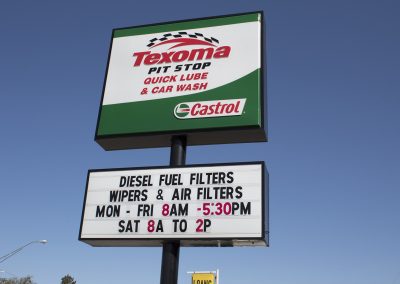 Texoma
PIT STOP
QUICK LUBE
& CAR WASH
Castrol
DIESEL FUEL FILTERS
WIPERS & AIR FILTERS
MON - FRI 8AM -5:30PM
SAT 8A TO 2P
LOANS